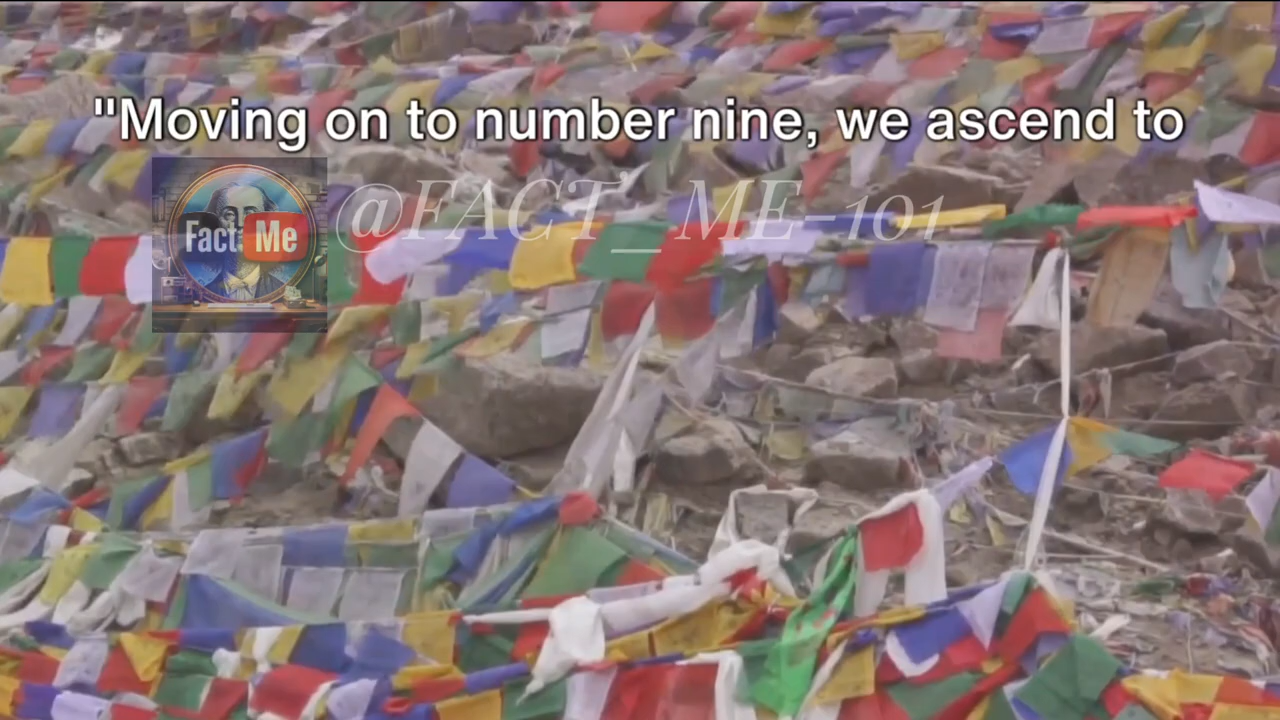 "Moving on to number nine, we ascend to
Fact Me
@FACT_ME-101